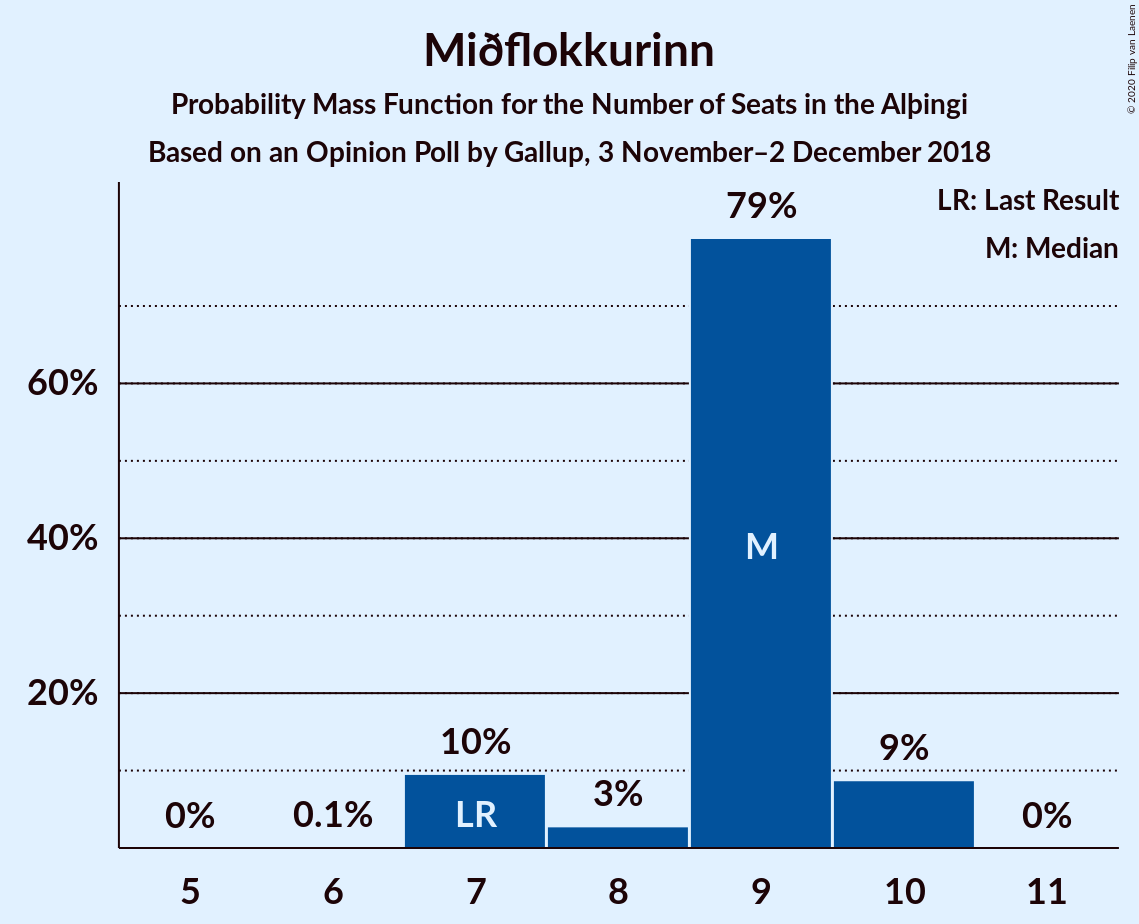 Miðflokkurinn
Probability Mass Function for the Number of Seats in the Alþingi
Based on an Opinion Poll by Gallup, 3 November–2 December 2018
© 2020 Filip van Laenen
LR: Last Result
M: Median
79%
60%
40%
M
20%
10%
9%
3%
0%
0.1%
LR
0%
5 6 7 8 9 10 11